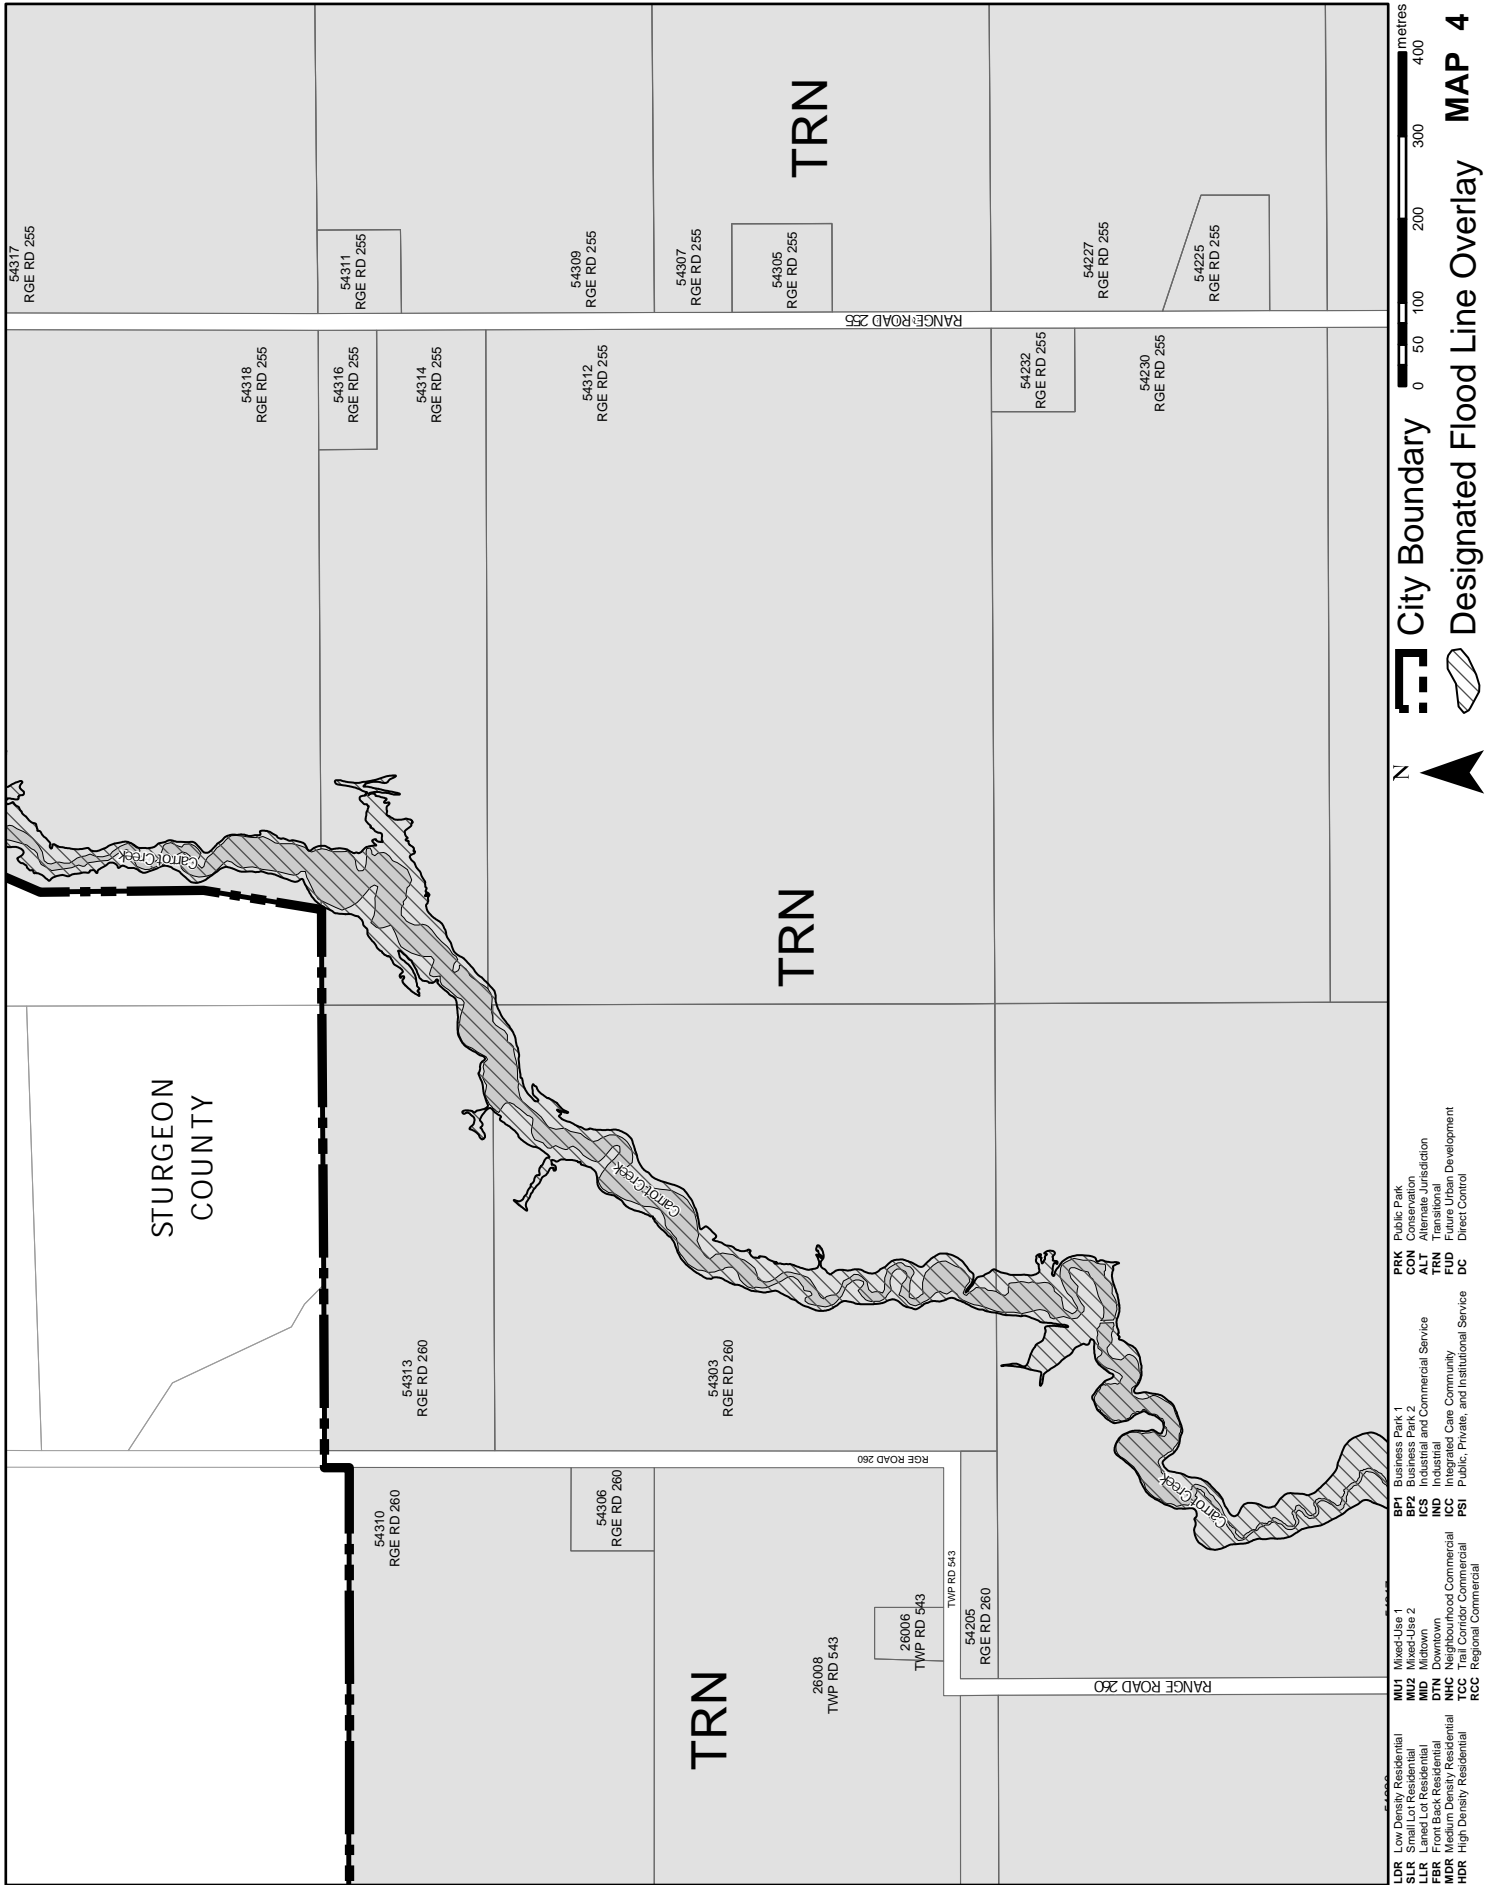 STURGEON
COUNTY
TRN
TRN
TRN
54317
RGE RD 255
54311
RGE RD 255
54309
RGE RD 255
54307
RGE RD 255
54305
RGE RD 255
54227
RGE RD 255
54225
RGE RD 255
RANGE ROAD 255
54318
RGE RD 255
54316
RGE RD 255
54314
RGE RD 255
54312
RGE RD 255
54232
RGE RD 255
54230
RGE RD 255
Carrot Creek
Carrot Creek
Carrot Creek
54313
RGE RD 260
54303
RGE RD 260
RGE ROAD 260
54310
RGE RD 260
54306
RGE RD 260
26008
TWP RD 543
26006
TWP RD 543
TWP RD 543
54205
RGE RD 260
RANGE ROAD 260
LDR Low Density Residential
SLR Small Lot Residential
LLR Laned Lot Residential
FBR Front Back Residential
MDR Medium Density Residential
HDR High Density Residential
MU1 Mixed-Use 1
MU2 Mixed-Use 2
MID Midtown
DTN Downtown
NHC Neighbourhood Commercial
TCC Trail Corridor Commercial
RCC Regional Commercial
BP1 Business Park 1
BP2 Business Park 2
ICS Industrial and Commercial Service
IND Industrial
ICC Integrated Care Community
PSI Public, Private, and Institutional Service
PRK Public Park
CON Conservation
ALT Alternate Jurisdiction
TRN Transitional
FUD Future Urban Development
DC Direct Control
N
City Boundary
Designated Flood Line Overlay
0 50 100 200 300 400
metres
MAP 4